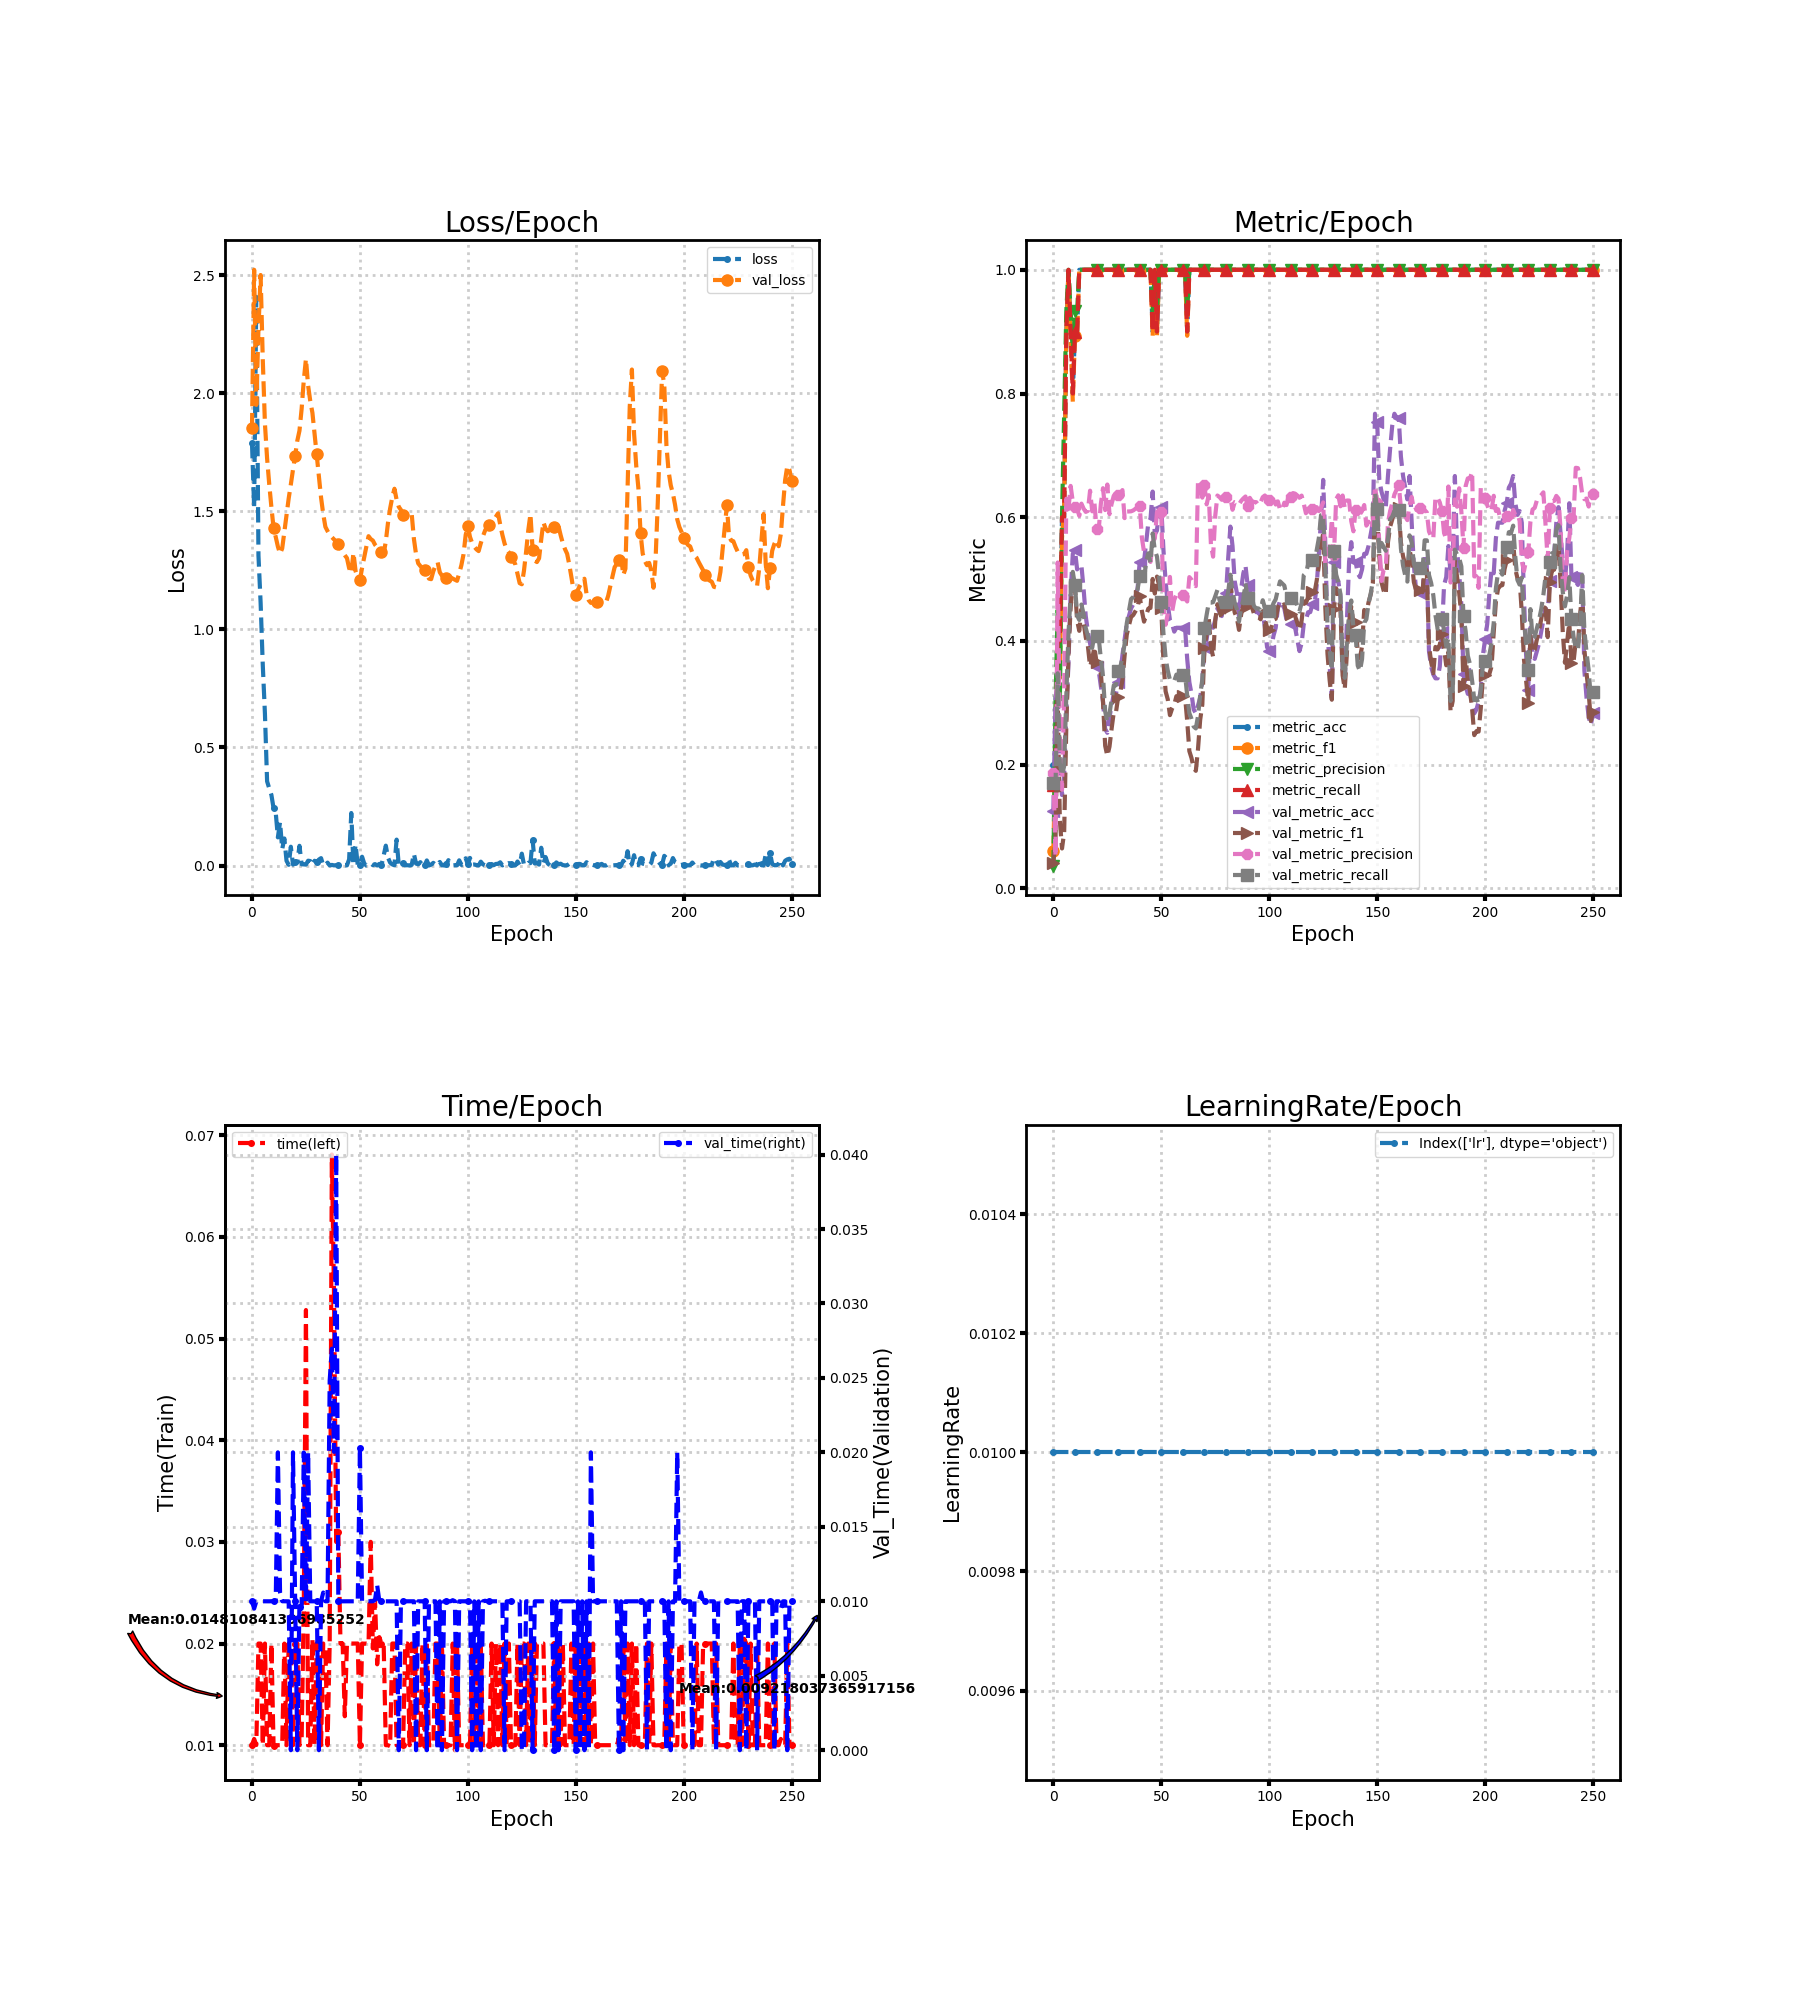 Loss/Epoch
2.5
2.0
1.5
1.0
0.5
0.0
Loss
loss
val_loss
0 50 100 150 200 250
Epoch
Metric/Epoch
1.0
0.8
0.6
0.4
0.2
0.0
Metric
metric_acc
metric_f1
metric_precision
metric_recall
val_metric_acc
val_metric_f1
val_metric_precision
val_metric_recall
0 50 100 150 200 250
Epoch
Time/Epoch
0.07
0.06
0.05
0.04
0.03
0.02
0.01
Time(Train)
time(left)
val_time(right)
0.040
0.035
0.030
0.025
0.020
0.015
0.010
0.005
0.000
Val_Time(Validation)
Mean:0.009218037365917156
0 50 100 150 200 250
Epoch
LearningRate/Epoch
0.0104
0.0102
0.0100
0.0098
0.0096
LearningRate
Index(['lr'], dtype='object')
0 50 100 150 200 250
Epoch